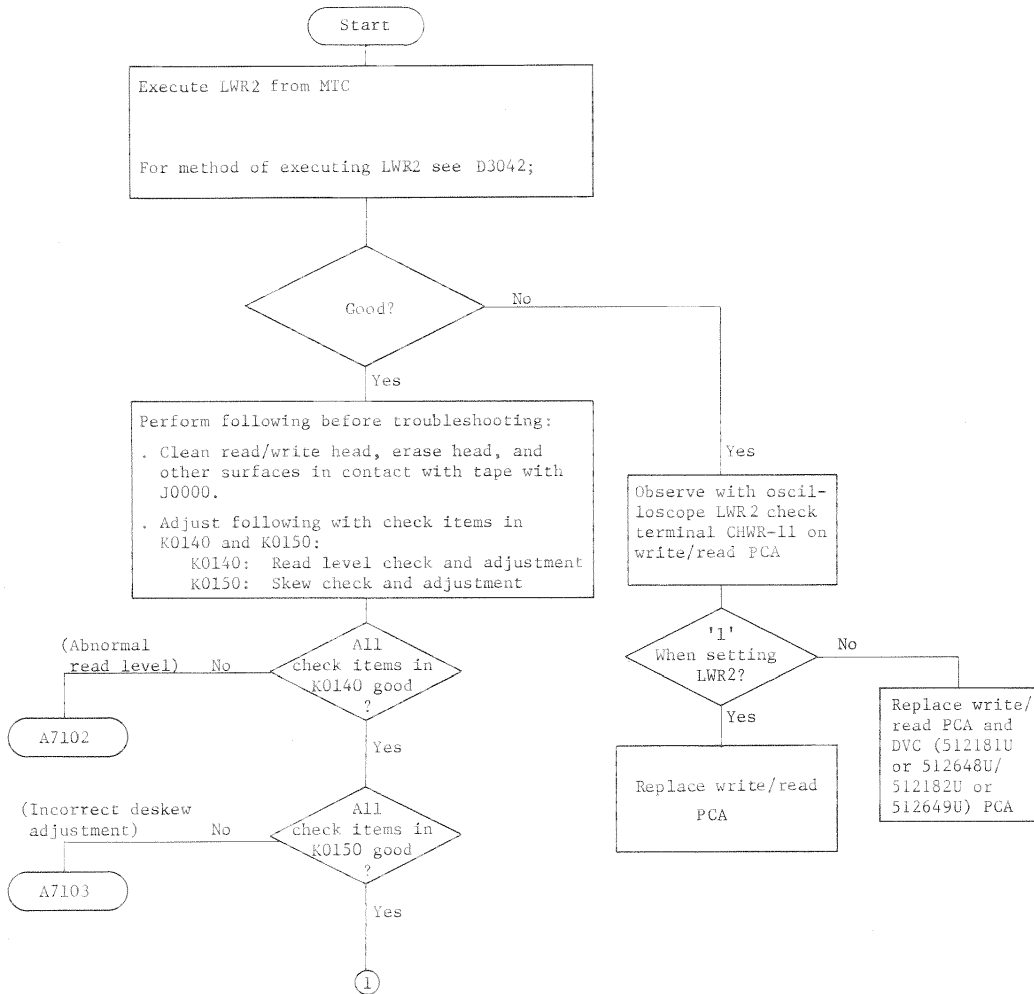 Start
Execute LWR2 from MTC
For method of executing LWR2 see D3042;
Good?
No
Yes
Perform following before troubleshooting:
. Clean read/write head, erase head, and
other surfaces in contact with tape with
J0000.
. Adjust following with check items in
K0140 and K0150:
K0140: Read level check and adjustment
K0150: Skew check and adjustment
(Abnormal
read level)
No
All
check items in
K0140 good
?
A7102
Yes
(Incorrect deskew
adjustment)
No
All
check items in
K0150 good
?
A7103
Yes
1
Yes
Observe with oscil-
loscope LWR2 check
terminal CHWR-11 on
write/read PCA
'1'
When setting
LWR2?
No
Yes
Replace write/read
PCA
Replace write/
read PCA and
DVC (512181U
or 512648U/
512182U or
512649U) PCA